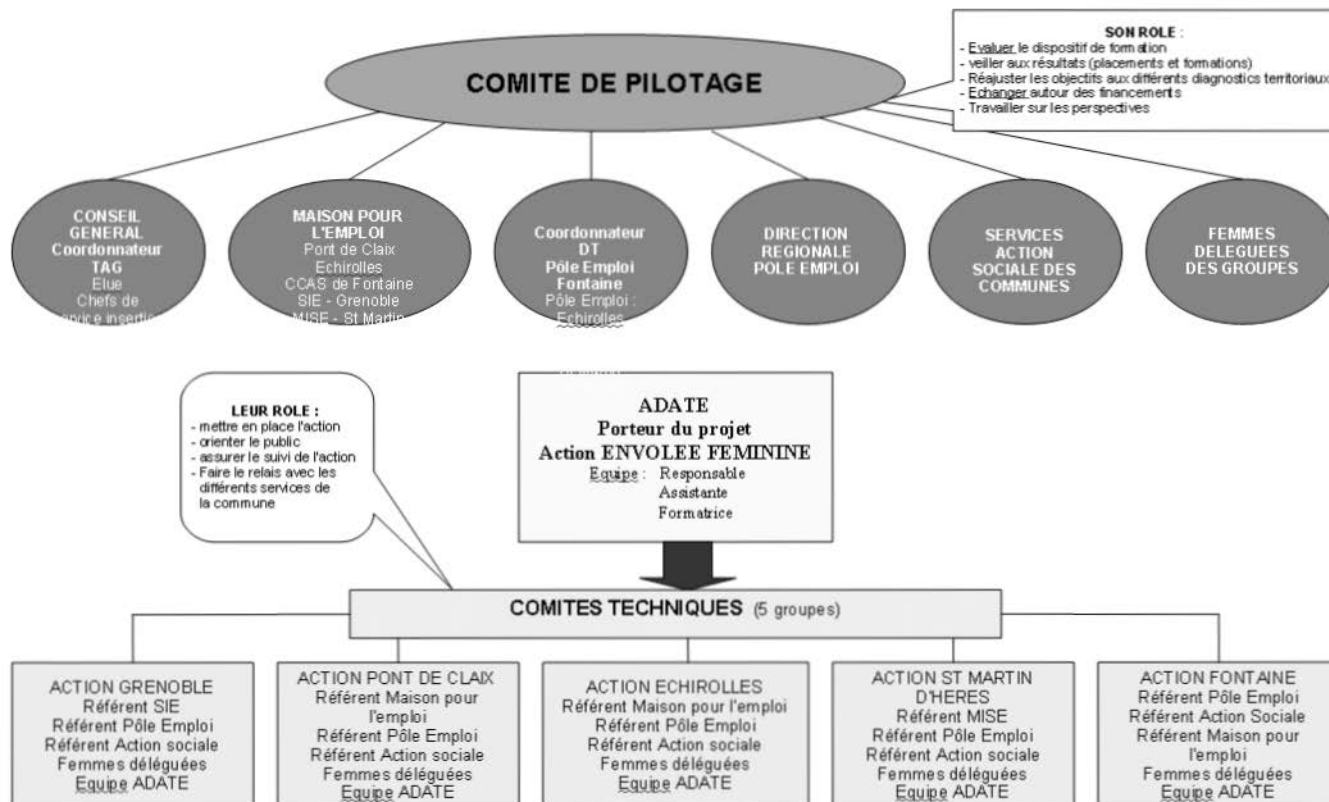 COMITE DE PILOTAGE
SON ROLE :
- Evaluer le dispositif de formation
- veiller aux résultats (placements et formations)
- Réajuster les objectifs aux différents diagnostics territoriaux
- Echanger autour des financements
- Travailler sur les perspectives
CONSEIL
GENERAL
Coordonnateur
TAG
Elue
Chefs de
MAISON POUR
L'EMPLOI
Pont de Claix
Echirolles
CCAS de Fontaine
SIE - Grenoble
MISE - St Martin
Coordonnateur
DT
Pôle Emploi
Fontaine
Pôle Emploi :
Echirolles
DIRECTION
REGIONALE
POLE EMPLOI
SERVICES
ACTION
SOCIALE DES
COMMUNES
FEMMES
DELEGUEES
DES GROUPES
LEUR ROLE :
- mettre en place l'action
- orienter le public
- assurer le suivi de l'action
- Faire le relais avec les
différents services de
la commune
ADATE
Porteur du projet
Action ENVOLEE FEMININE
Equipe : Responsable
Assistante
Formatrice
COMITES TECHNIQUES (5 groupes)
ACTION GRENOBLE
Référent SIE
Référent Pôle Emploi
Référent Action sociale
Femmes déléguées
Equipe ADATE
ACTION PONT DE CLAIX
Référent Maison pour
l'emploi
Référent Pôle Emploi
Référent Action sociale
Femmes déléguées
Equipe ADATE
ACTION ECHIROLLES
Référent Maison pour l'emploi
Référent Pôle Emploi
Référent Action sociale
Femmes déléguées
Equipe ADATE
ACTION ST MARTIN
D'HERES
Référent MISE
Référent Pôle Emploi
Référent Action sociale
Femmes déléguées
Equipe ADATE
ACTION FONTAINE
Référent Pôle Emploi
Référent Action Sociale
Référent Maison pour
l'emploi
Femmes déléguées
Equipe ADATE